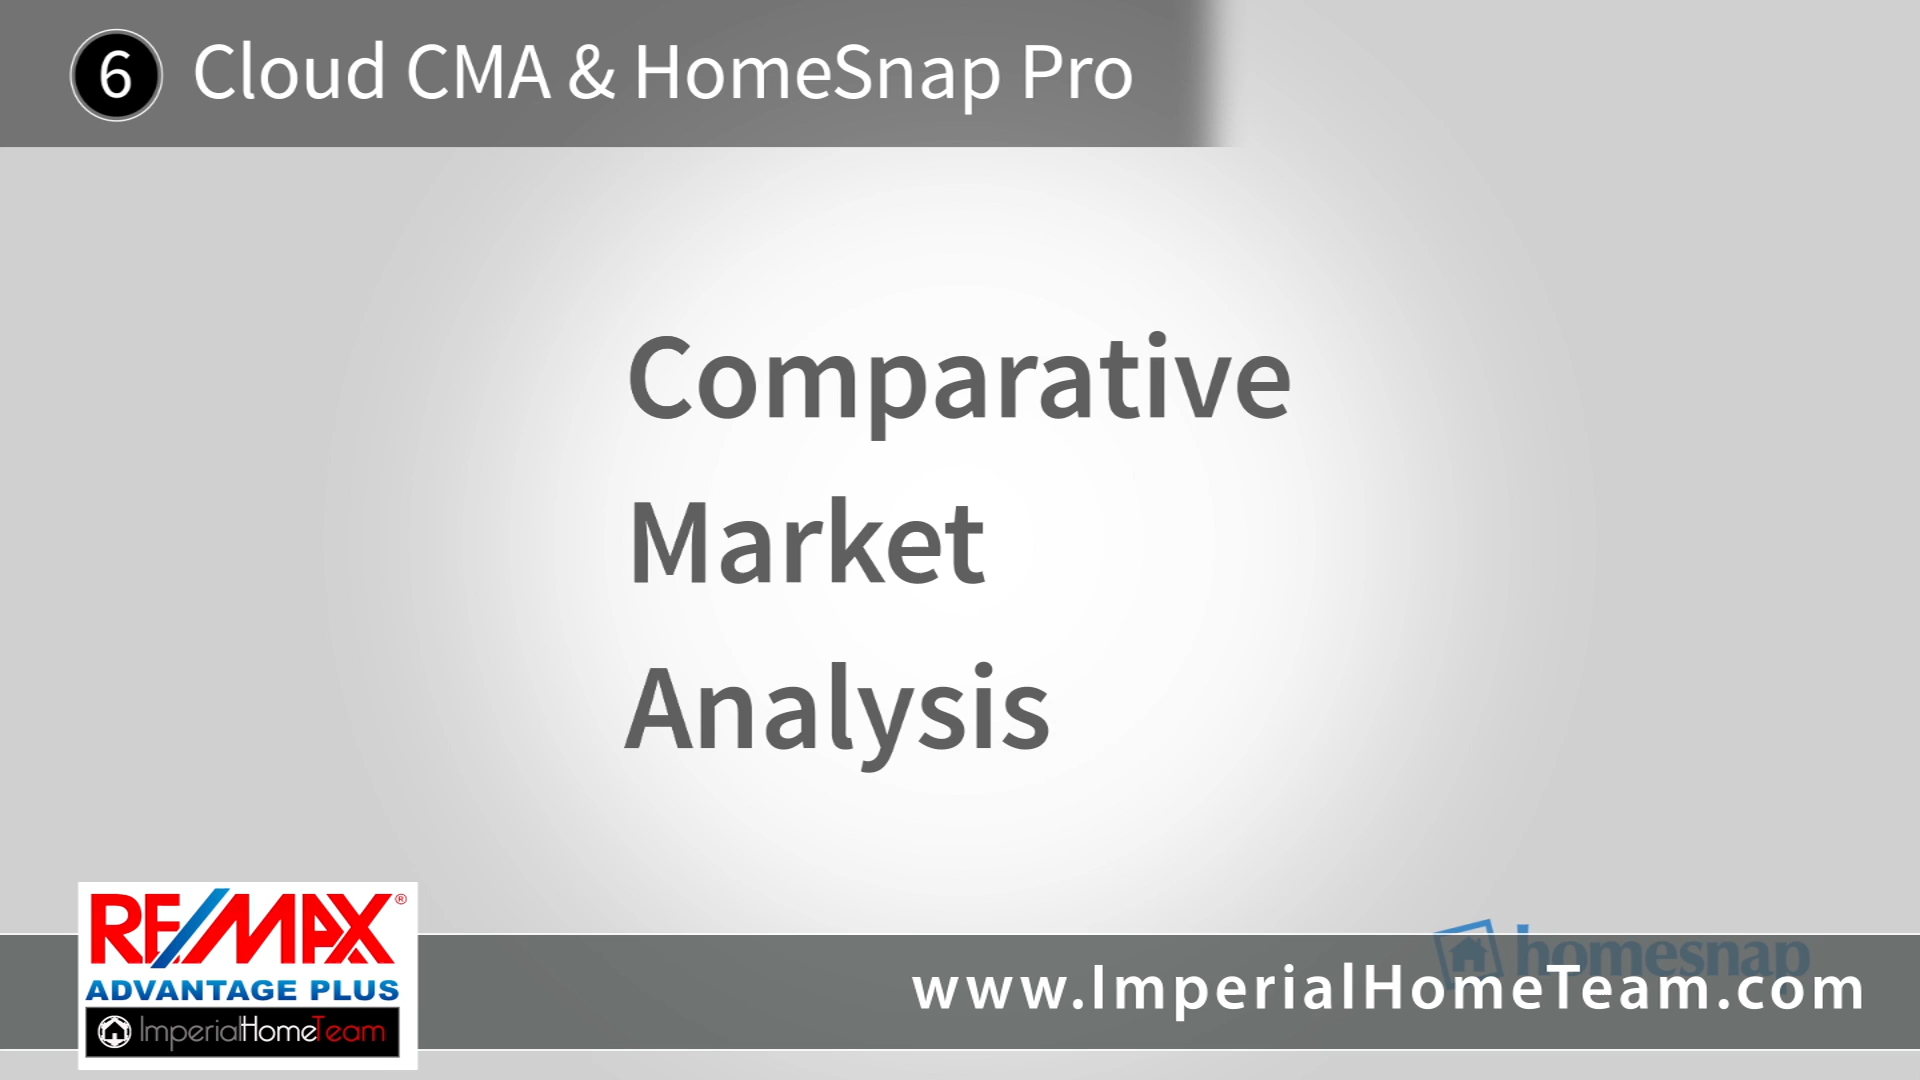 6 Cloud CMA & HomeSnap Pro
Comparative
Market
Analysis
RE/MAX®
ADVANTAGE PLUS
ImperialHomeTeam
homesnap
www.ImperialHomeTeam.com